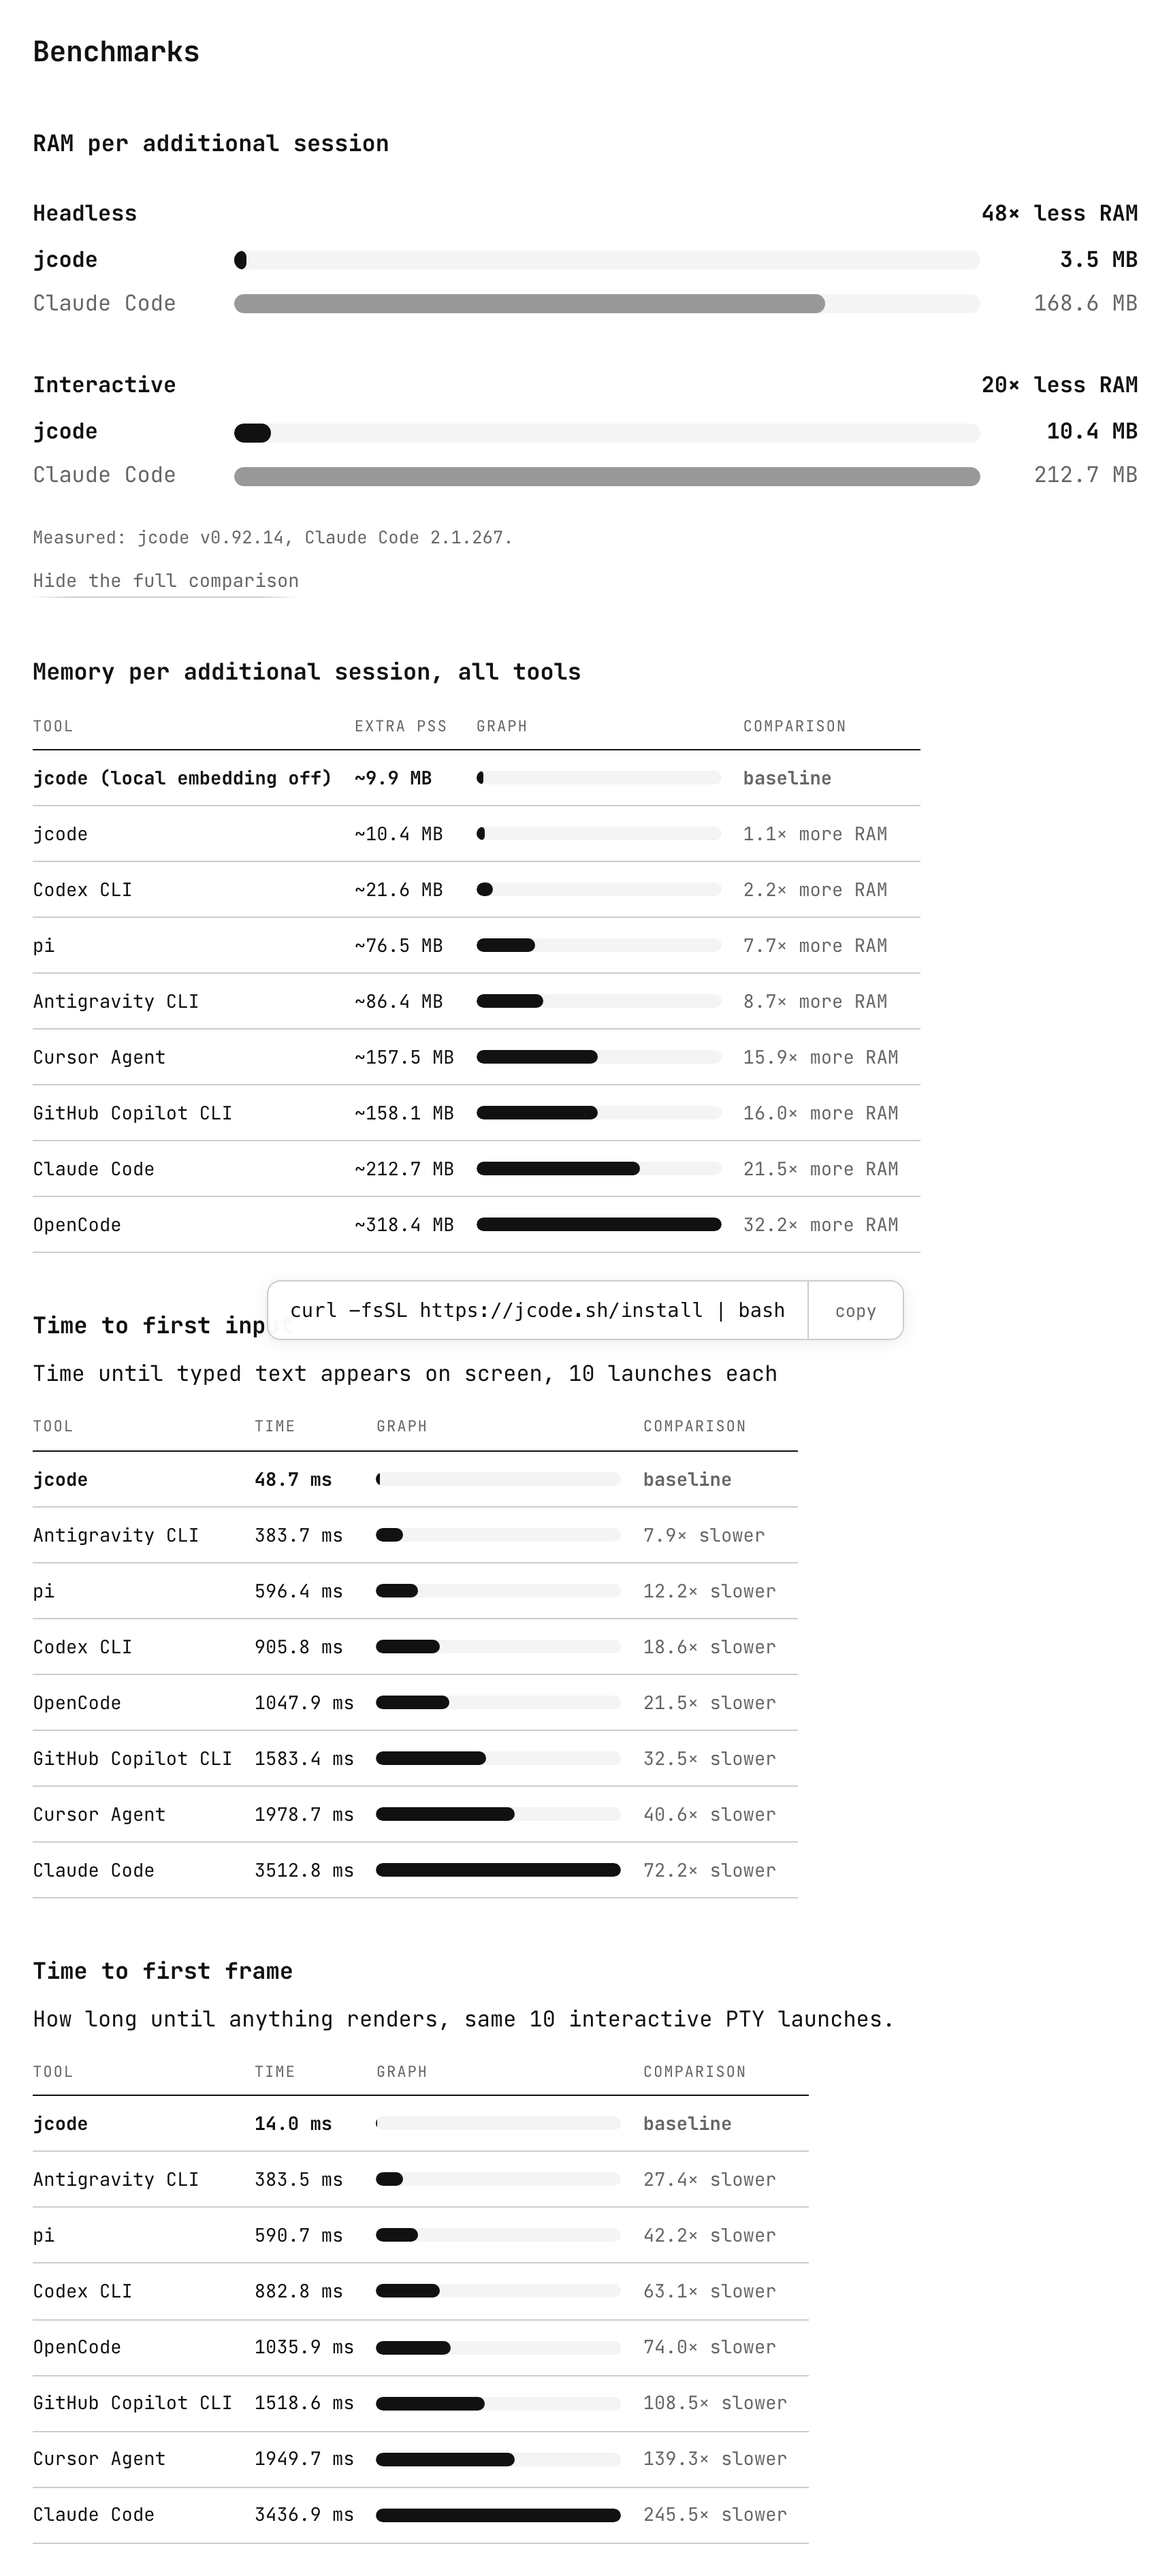 Benchmarks
RAM per additional session
Headless 48× less RAM
jcode 3.5 MB
Claude Code 168.6 MB
Interactive 20× less RAM
jcode 10.4 MB
Claude Code 212.7 MB
Measured: jcode v0.92.14, Claude Code 2.1.267.
Hide the full comparison
Memory per additional session, all tools
TOOL EXTRA PSS GRAPH COMPARISON
jcode (local embedding off) ~9.9 MB baseline
jcode ~10.4 MB 1.1× more RAM
Codex CLI ~21.6 MB 2.2× more RAM
pi ~76.5 MB 7.7× more RAM
Antigravity CLI ~86.4 MB 8.7× more RAM
Cursor Agent ~157.5 MB 15.9× more RAM
GitHub Copilot CLI ~158.1 MB 16.0× more RAM
Claude Code ~212.7 MB 21.5× more RAM
OpenCode ~318.4 MB 32.2× more RAM
curl -fsSL https://jcode.sh/install | bash copy
Time to first input
Time until typed text appears on screen, 10 launches each
TOOL TIME GRAPH COMPARISON
jcode 48.7 ms baseline
Antigravity CLI 383.7 ms 7.9× slower
pi 596.4 ms 12.2× slower
Codex CLI 905.8 ms 18.6× slower
OpenCode 1047.9 ms 21.5× slower
GitHub Copilot CLI 1583.4 ms 32.5× slower
Cursor Agent 1978.7 ms 40.6× slower
Claude Code 3512.8 ms 72.2× slower
Time to first frame
How long until anything renders, same 10 interactive PTY launches.
TOOL TIME GRAPH COMPARISON
jcode 14.0 ms baseline
Antigravity CLI 383.5 ms 27.4× slower
pi 590.7 ms 42.2× slower
Codex CLI 882.8 ms 63.1× slower
OpenCode 1035.9 ms 74.0× slower
GitHub Copilot CLI 1518.6 ms 108.5× slower
Cursor Agent 1949.7 ms 139.3× slower
Claude Code 3436.9 ms 245.5× slower